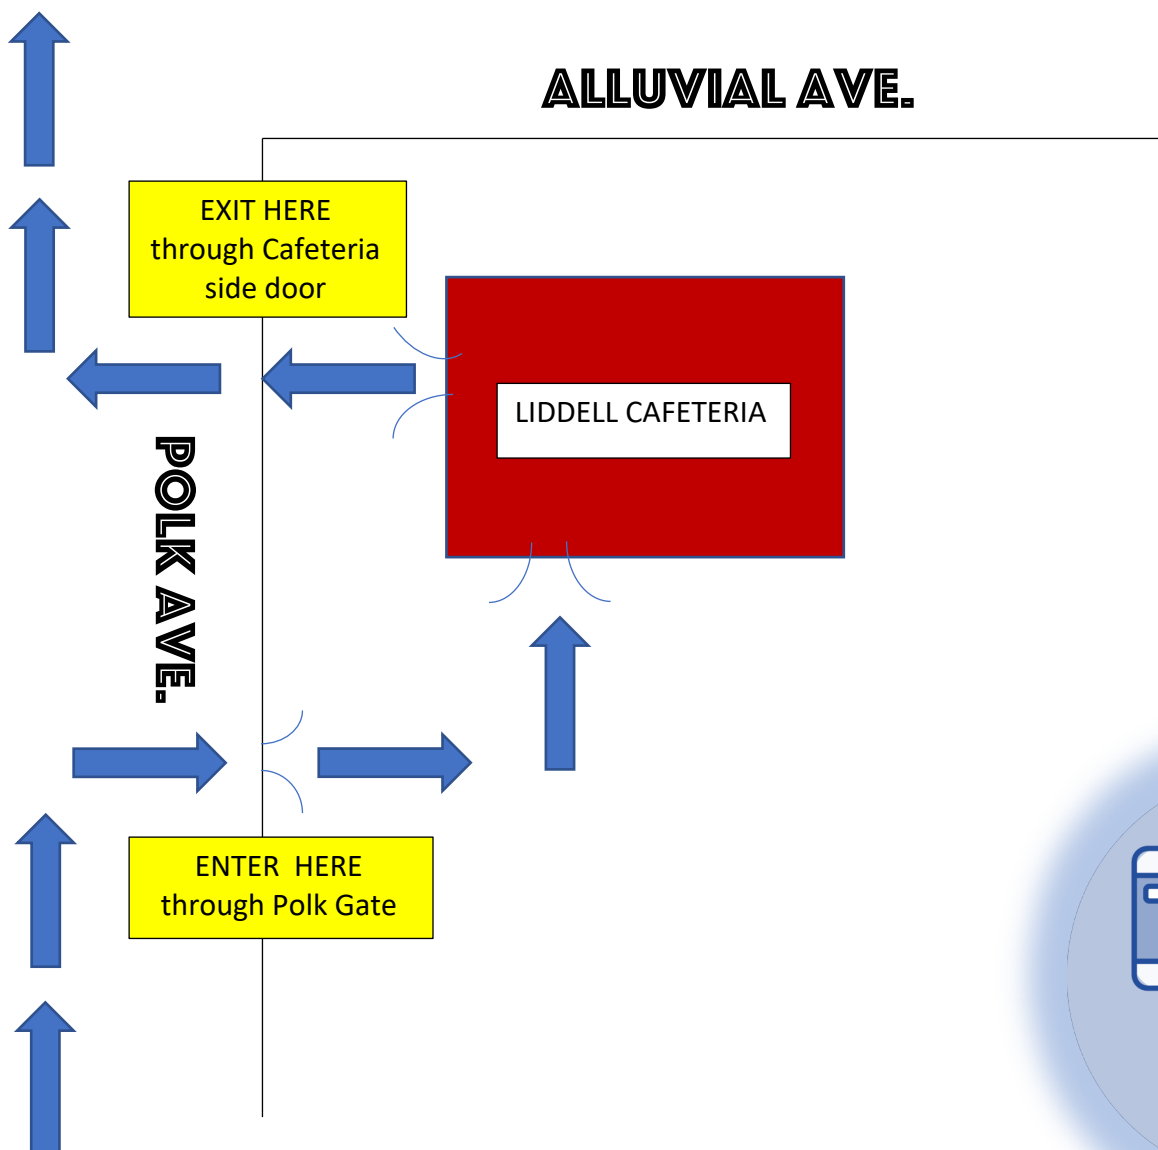 ALLUVIAL AVE.
EXIT HERE
through Cafeteria
side door
LIDDELL CAFETERIA
POLK AVE.
ENTER HERE
through Polk Gate